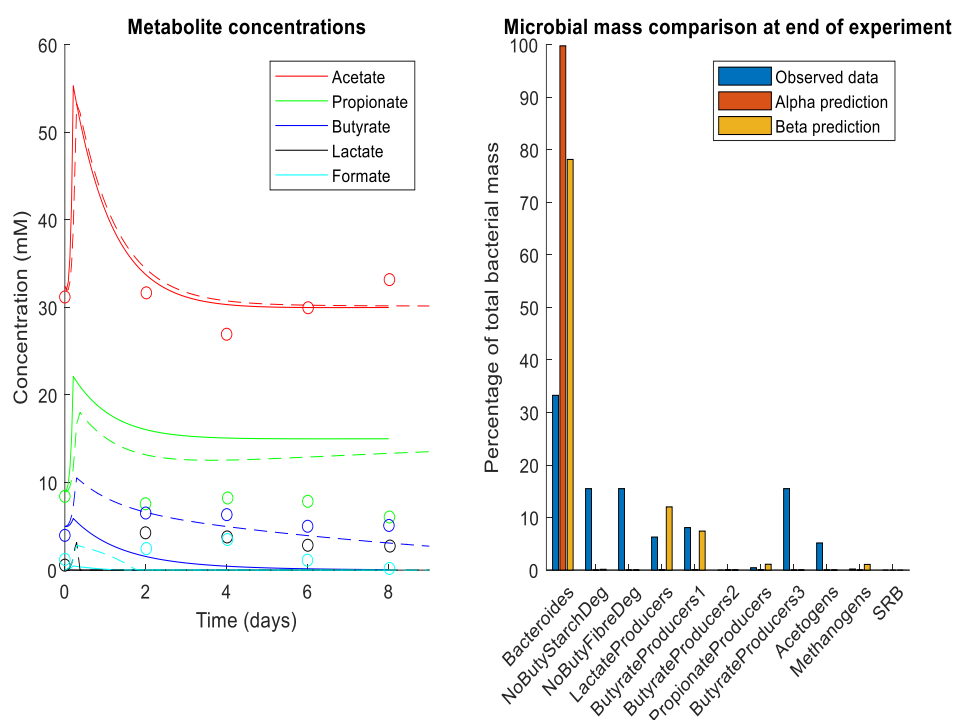 Metabolite concentrations
60
50
40
30
20
10
0
Concentration (mM)
Acetate
Propionate
Butyrate
Lactate
Formate
0
2
4
6
8
Time (days)
Microbial mass comparison at end of experiment
100
90
80
70
60
50
40
30
20
10
0
Percentage of total bacterial mass
Observed data
Alpha prediction
Beta prediction
Bacteroides
NoButyStarchDeg
NoButyFibreDeg
LactateProducers
ButyrateProducers1
ButyrateProducers2
PropionateProducers
ButyrateProducers3
Acetogens
Methanogens
SRB